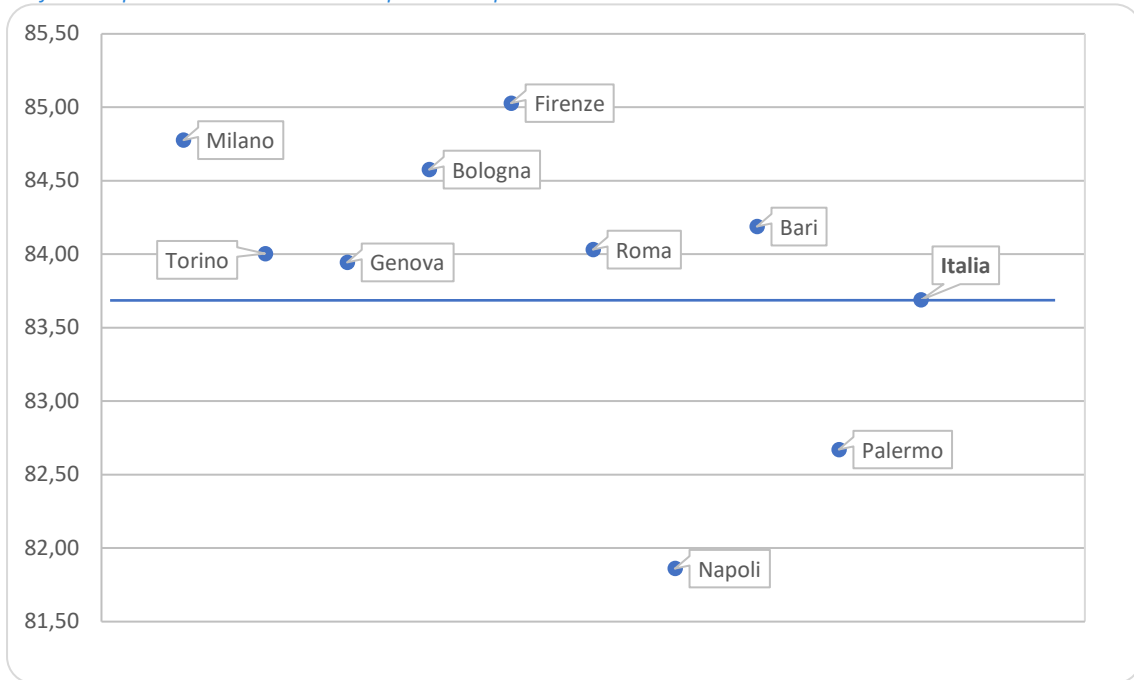 85,50
85,00
84,50
84,00
83,50
83,00
82,50
82,00
81,50
Firenze
Milano
Bologna
Bari
Roma
Torino
Genova
Italia
Palermo
Napoli